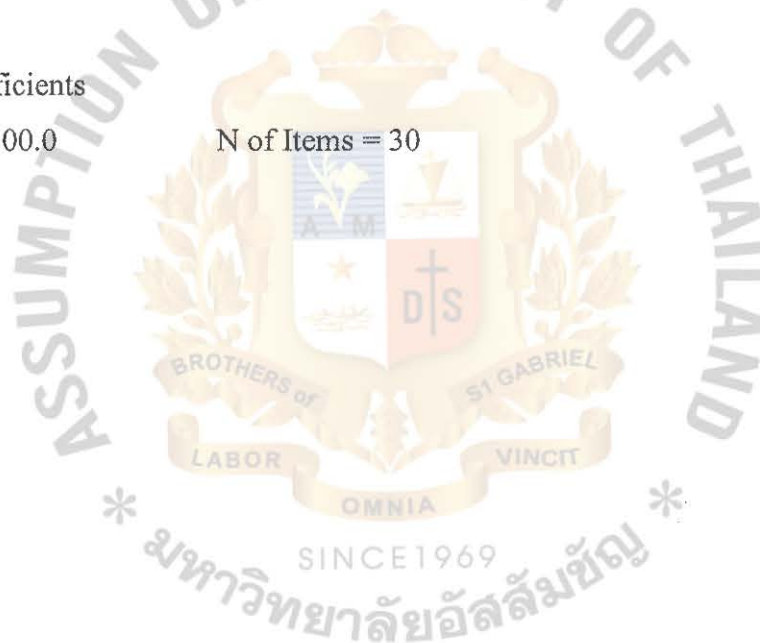 ficients
00.0 N of Items = 30
ASSUMPTION OF THAILAND
A M
D S
BROTHERS of ST GABRIEL
LABOR OMNIA VINCIT
SINCE1969
* มหาวิทยาลัยอัสสัมชัญ *